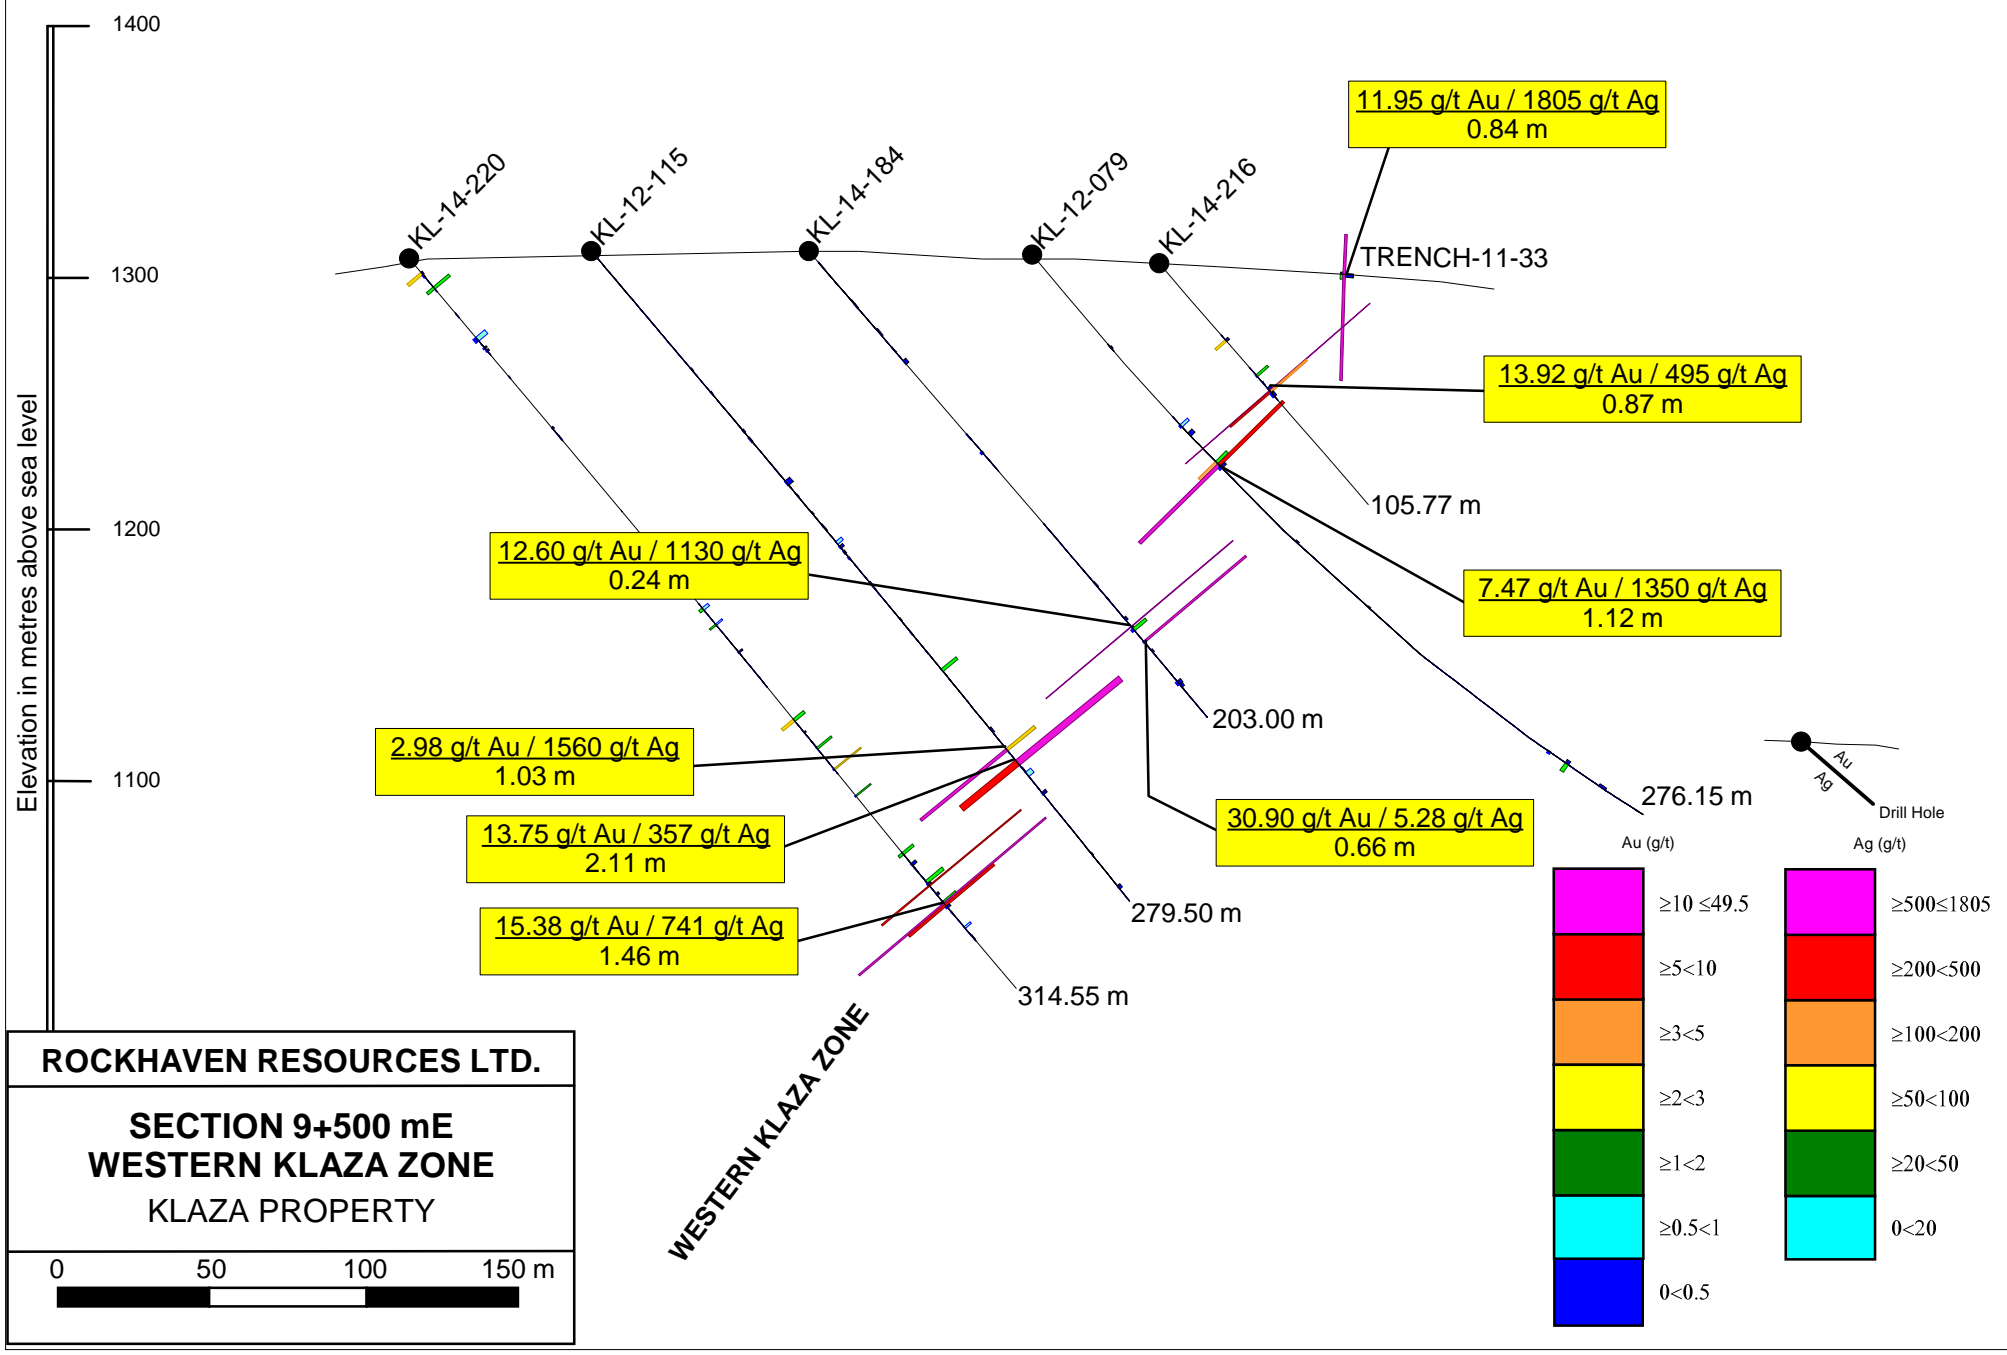 1400
1300
1200
1100
Elevation in metres above sea level
KL-14-220
KL-12-115
KL-14-184
KL-12-079
KL-14-216
TRENCH-11-33
11.95 g/t Au / 1805 g/t Ag
0.84 m
13.92 g/t Au / 495 g/t Ag
0.87 m
105.77 m
12.60 g/t Au / 1130 g/t Ag
0.24 m
7.47 g/t Au / 1350 g/t Ag
1.12 m
203.00 m
2.98 g/t Au / 1560 g/t Ag
1.03 m
276.15 m
13.75 g/t Au / 357 g/t Ag
2.11 m
30.90 g/t Au / 5.28 g/t Ag
0.66 m
279.50 m
15.38 g/t Au / 741 g/t Ag
1.46 m
314.55 m
WESTERN KLAZA ZONE
Au
Ag
Drill Hole
Au (g/t)
≥10 ≤49.5
≥5<10
≥3<5
≥2<3
≥1<2
≥0.5<1
0<0.5
Ag (g/t)
≥500≤1805
≥200<500
≥100<200
≥50<100
≥20<50
0<20
ROCKHAVEN RESOURCES LTD.
SECTION 9+500 mE
WESTERN KLAZA ZONE
KLAZA PROPERTY
0 50 100 150 m